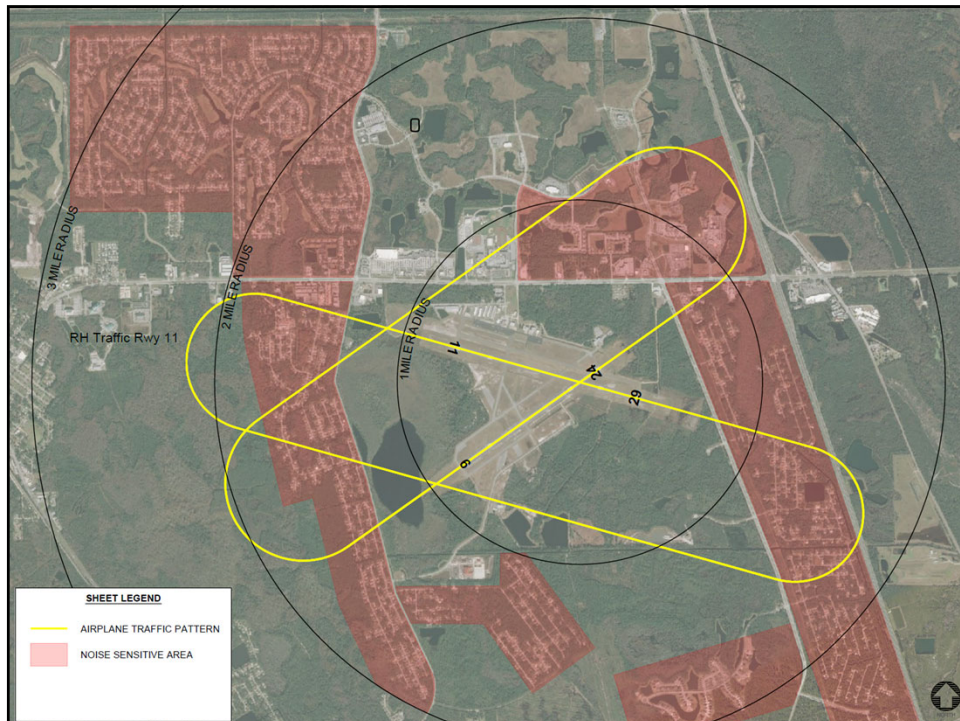 3 MILE RADIUS
2 MILE RADIUS
1 MILE RADIUS
RH Traffic Rwy 11
11
24
29
6
SHEET LEGEND
AIRPLANE TRAFFIC PATTERN
NOISE SENSITIVE AREA